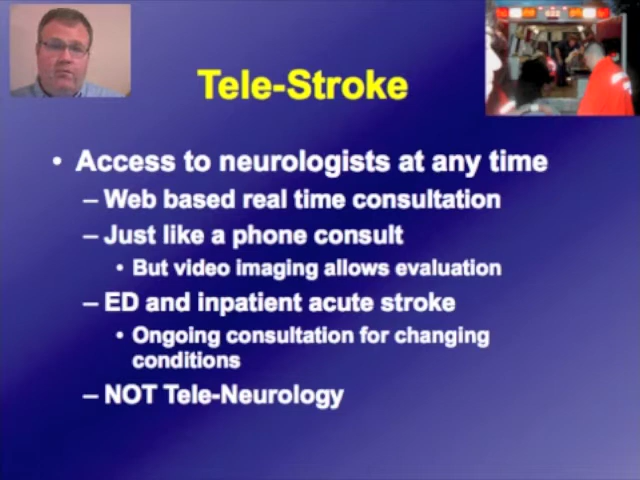 Tele-Stroke
• Access to neurologists at any time
– Web based real time consultation
– Just like a phone consult
• But video imaging allows evaluation
– ED and inpatient acute stroke
• Ongoing consultation for changing
conditions
– NOT Tele-Neurology